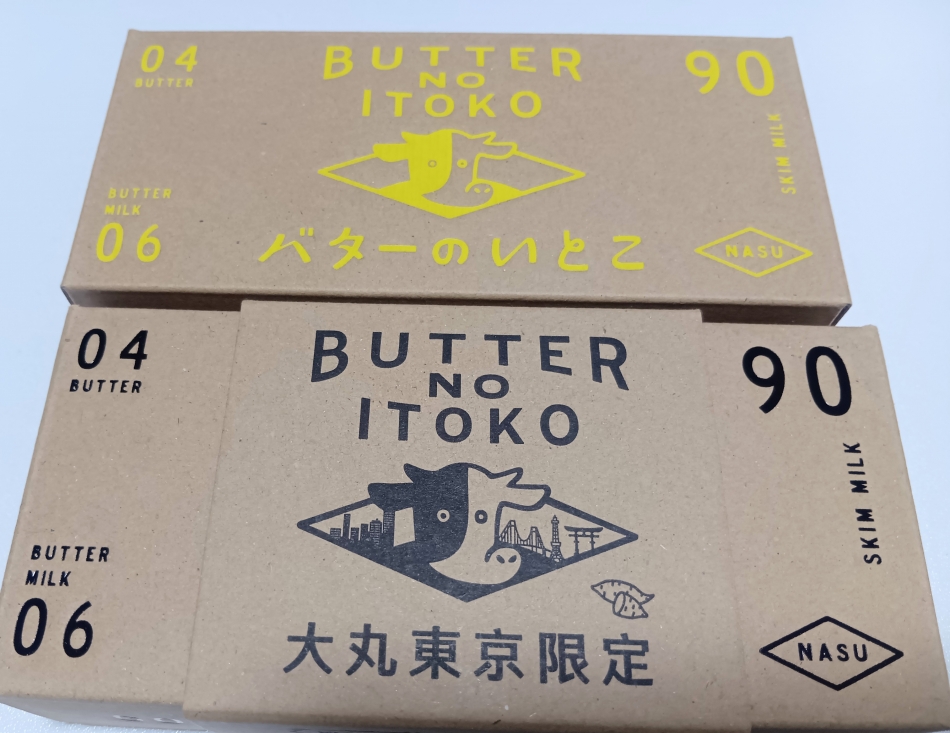 04
BUTTER
BUTTER
NO
ITOKO
90
SKIM MILK
BUTTER
MILK
06
バターのいとこ
NASU
04
BUTTER
BUTTER
NO
ITOKO
90
SKIM MILK
BUTTER
MILK
06
大丸東京限定
NASU